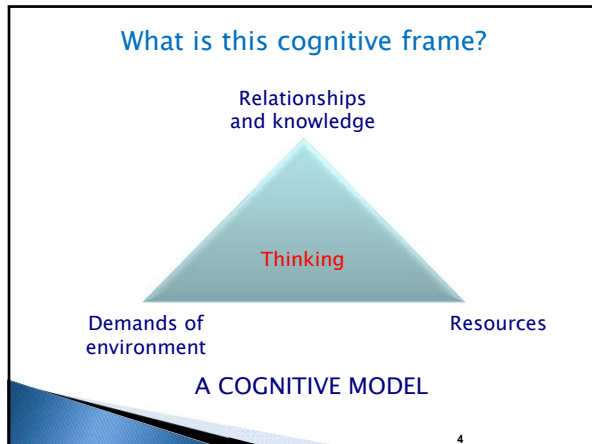 What is this cognitive frame?
Relationships
and knowledge
Thinking
Demands of
environment
Resources
A COGNITIVE MODEL
4